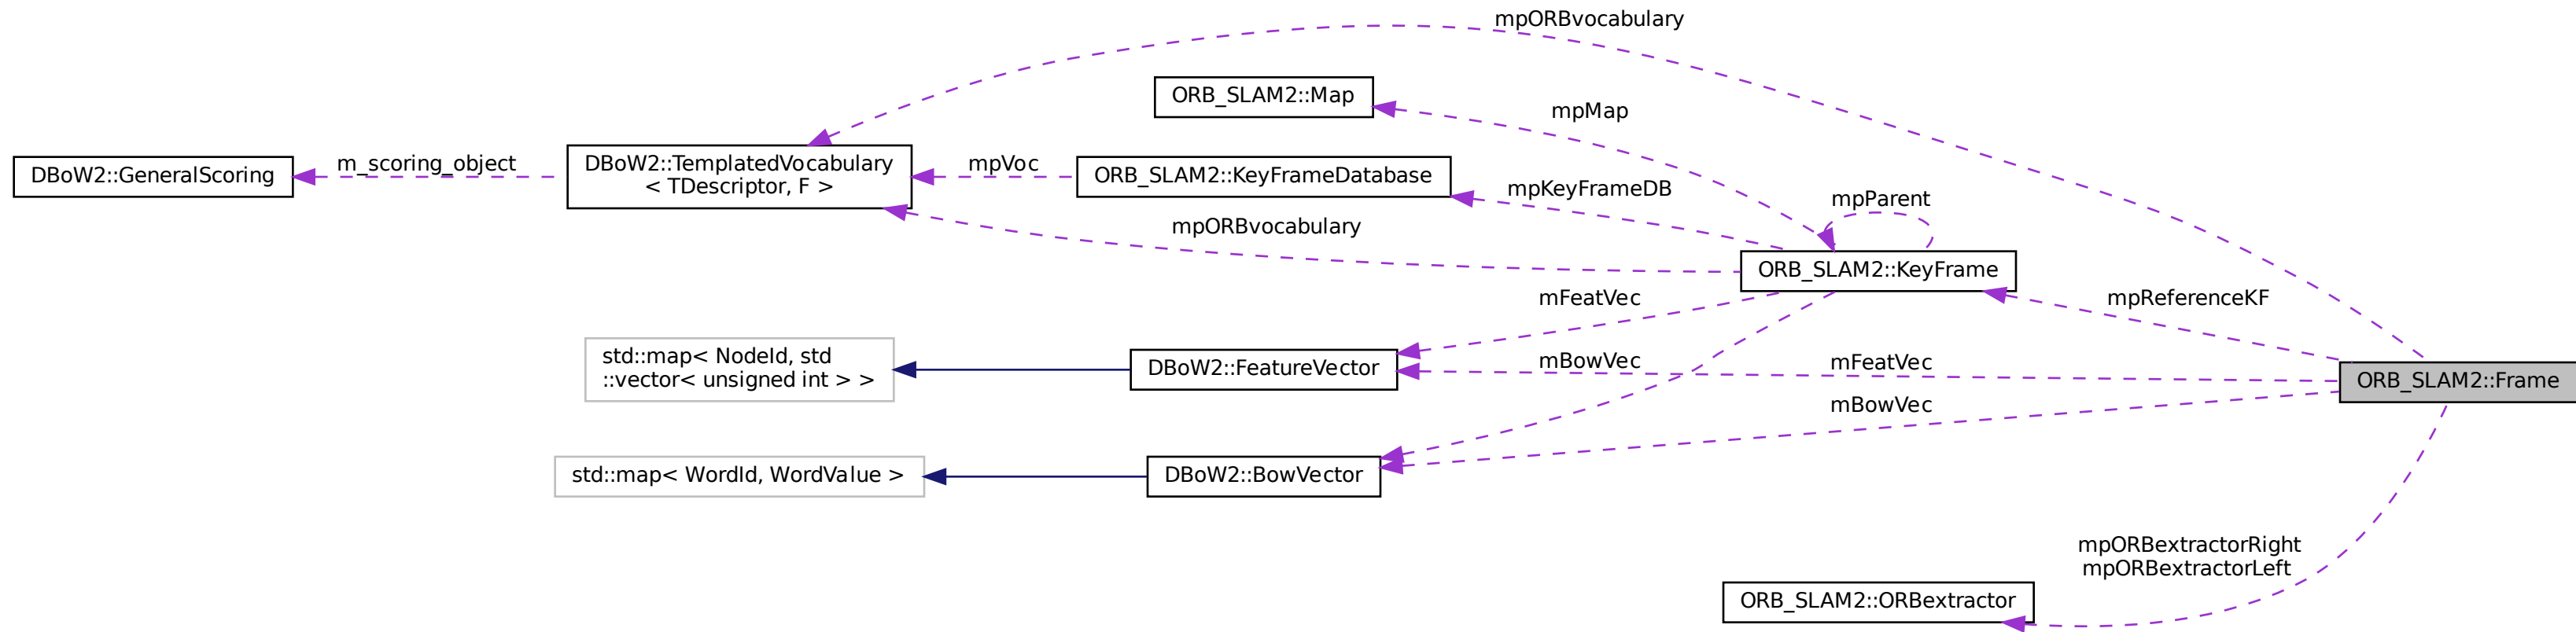 mpORBvocabulary
ORB_SLAM2::Map
mpMap
DBoW2::GeneralScoring
m_scoring_object
DBoW2::TemplatedVocabulary
< TDescriptor, F >
mpVoc
ORB_SLAM2::KeyFrameDatabase
mpKeyFrameDB
mpParent
mpORBvocabulary
ORB_SLAM2::KeyFrame
mFeatVec
mpReferenceKF
std::map< NodeId, std
::vector< unsigned int > >
DBoW2::FeatureVector
mBowVec
mFeatVec
ORB_SLAM2::Frame
mBowVec
std::map< WordId, WordValue >
DBoW2::BowVector
mpORBextractorRight
mpORBextractorLeft
ORB_SLAM2::ORBextractor